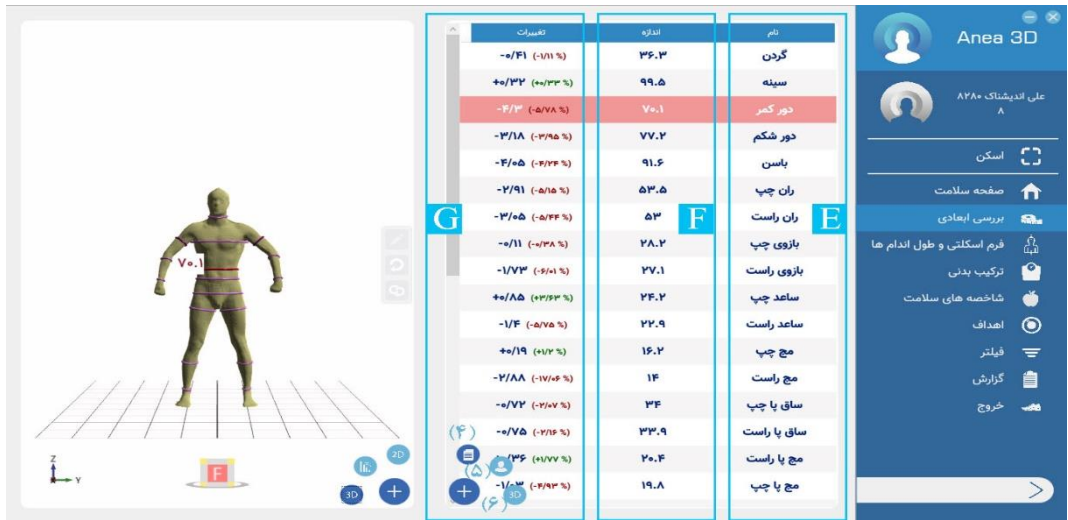 Anea 3D
علی اندیشناک ۸۲۸۰
۸
اسکن
صفحه سلامت
بررسی ابعادی
فرم اسکلتی و طول اندام ها
ترکیب بدنی
شاخصه های سلامت
اهداف
فیلتر
گزارش
خروج
نام اندازه تغییرات
گردن ۳۶.۳ -۰/۴۱ (-۱/۱۱ %)
سینه ۹۹.۵ +۰/۳۲ (+۰/۳۳ %)
دور کمر ۷۰.۱ -۴/۳ (-۵/۷۸ %)
دور شکم ۷۷.۲ -۳/۱۸ (-۳/۹۵ %)
باسن ۹۱.۶ -۴/۰۵ (-۴/۲۴ %)
ران چپ ۵۳.۵ -۲/۹۱ (-۵/۱۵ %)
ران راست ۵۳ -۳/۰۵ (-۵/۴۴ %)
بازوی چپ ۲۸.۲ -۰/۱۱ (-۰/۳۸ %)
بازوی راست ۲۷.۱ -۱/۷۳ (-۶/۰۱ %)
ساعد چپ ۲۴.۲ +۰/۸۵ (+۳/۶۳ %)
ساعد راست ۲۲.۹ -۱/۴ (-۵/۷۵ %)
مچ چپ ۱۶.۲ +۰/۱۹ (+۱/۲ %)
مچ راست ۱۴ -۲/۸۸ (-۱۷/۰۶ %)
ساق پا چپ ۳۴ -۰/۷۲ (-۲/۰۷ %)
ساق پا راست ۳۳.۹ -۰/۷۵ (-۲/۱۶ %)
مچ پا راست ۲۰.۴ /۳۶ (+۱/۷۷ %)
مچ پا چپ ۱۹.۸ (-۴/۹۳ %)
E
F
G
(۴)
(۵)
(۶)
3D
۷۰.۱
Z
Y
F
2D
3D